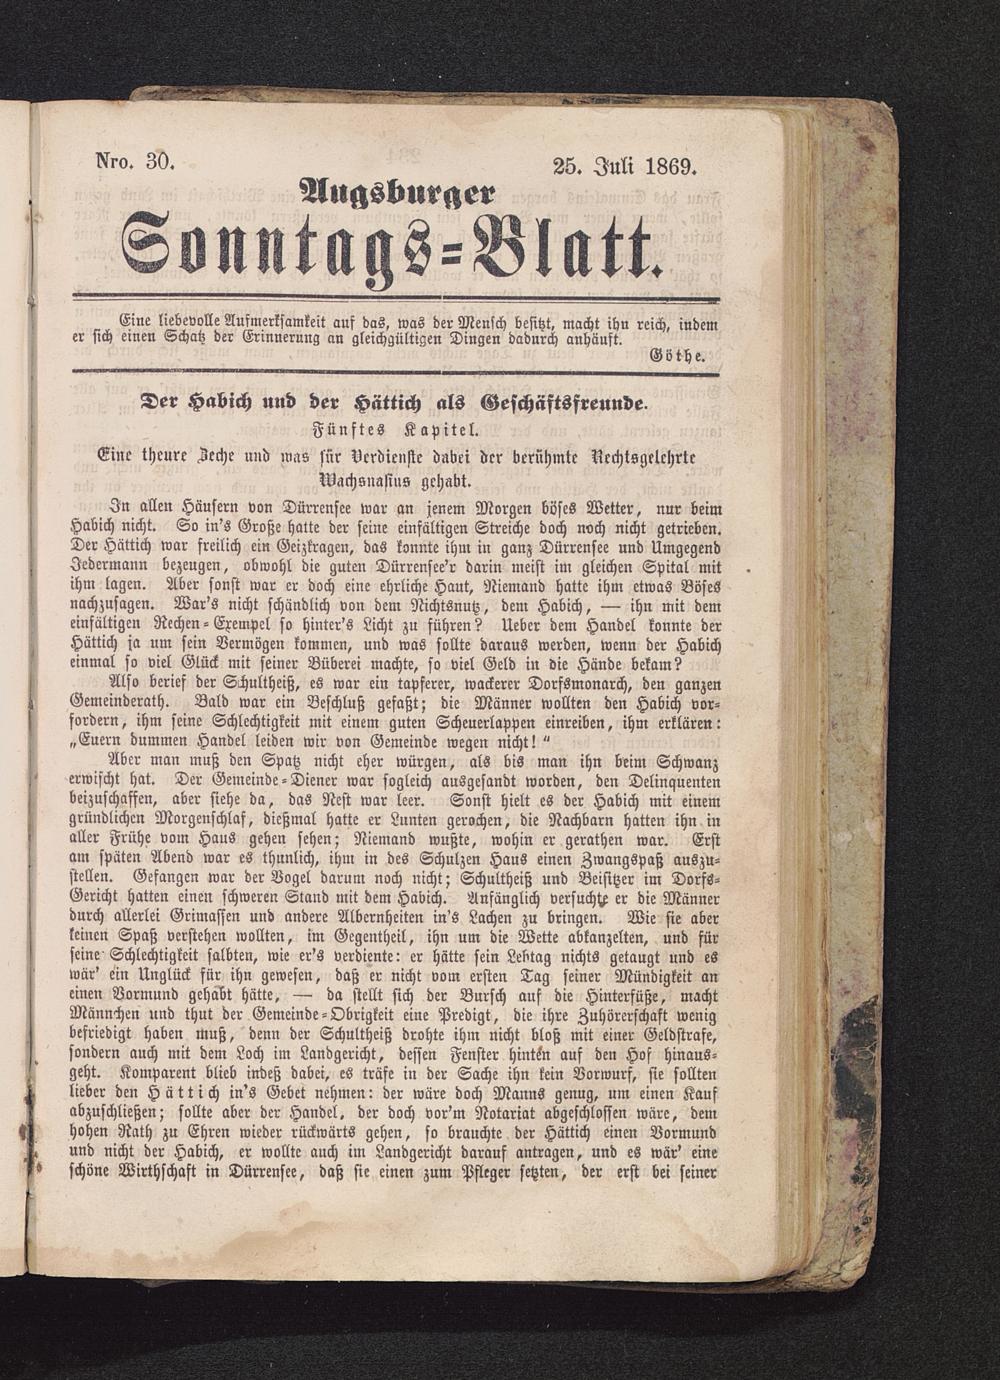 Nro. 30.
25. Juli 1869.
Augsburger
Sonntags=Blatt.
Eine liebevolle Aufmerksamkeit auf das, was der Mensch besitzt, macht ihn reich, indem
er sich einen Schatz der Erinnerung an gleichgültigen Dingen dadurch anhäuft.
Göthe.
Der Habich und der Hättich als Geschäftsfreunde.
Fünftes Kapitel.
Eine theure Zeche und was für Verdienste dabei der berühmte Rechtsgelehrte
Wachsnasius gehabt.
In allen Häusern von Dürrensee war an jenem Morgen böses Wetter, nur beim
Habich nicht. So in's Große hatte der seine einfältigen Streiche doch noch nicht getrieben.
Der Hättich war freilich ein Geizkragen, das konnte ihm in ganz Dürrensee und Umgegend
Jedermann bezeugen, obwohl die guten Dürrensee'r darin meist im gleichen Spital mit
ihm lagen. Aber sonst war er doch eine ehrliche Haut, Niemand hatte ihm etwas Böses
nachzusagen. War's nicht schändlich von dem Nichtsnutz, dem Habich, — ihn mit dem
einfältigen Rechen=Exempel so hinter's Licht zu führen? Ueber dem Handel konnte der
Hättich ja um sein Vermögen kommen, und was sollte daraus werden, wenn der Habich
einmal so viel Glück mit seiner Büberei machte, so viel Geld in die Hände bekam?
Also berief der Schultheiß, es war ein tapferer, wackerer Dorfsmonarch, den ganzen
Gemeinderath. Bald war ein Beschluß gefaßt; die Männer wollten den Habich vor-
fordern, ihm seine Schlechtigkeit mit einem guten Scheuerlappen einreiben, ihm erklären:
„Euern dummen Handel leiden wir von Gemeinde wegen nicht!"
Aber man muß den Spatz nicht eher würgen, als bis man ihn beim Schwanz
erwischt hat. Der Gemeinde=Diener war sogleich ausgesandt worden, den Delinquenten
beizuschaffen, aber siehe da, das Nest war leer. Sonst hielt es der Habich mit einem
gründlichen Morgenschlaf, dießmal hatte er Lunten gerochen, die Nachbarn hatten ihn in
aller Frühe vom Haus gehen sehen; Niemand wußte, wohin er gerathen war. Erst
am späten Abend war es thunlich, ihm in des Schulzen Haus einen Zwangspaß auszu-
stellen. Gefangen war der Vogel darum noch nicht; Schultheiß und Beisitzer im Dorfs-
Gericht hatten einen schweren Stand mit dem Habich. Anfänglich versuchte er die Männer
durch allerlei Grimassen und andere Albernheiten in's Lachen zu bringen. Wie sie aber
keinen Spaß verstehen wollten, im Gegentheil, ihn um die Wette abkanzelten, und für
seine Schlechtigkeit salbten, wie er's verdiente: er hätte sein Lebtag nichts getaugt und es
wär' ein Unglück für ihn gewesen, daß er nicht vom ersten Tag seiner Mündigkeit an
einen Vormund gehabt hätte, — da stellt sich der Bursch auf die Hinterfüße, macht
Männchen und thut der Gemeinde=Obrigkeit eine Predigt, die ihre Zuhörerschaft wenig
befriedigt haben muß, denn der Schultheiß drohte ihm nicht bloß mit einer Geldstrafe,
sondern auch mit dem Loch im Landgericht, dessen Fenster hinten auf den Hof hinaus-
geht. Komparent blieb indeß dabei, es träfe in der Sache ihn kein Vorwurf, sie sollten
lieber den Hättich in's Gebet nehmen: der wäre doch Manns genug, um einen Kauf
abzuschließen; sollte aber der Handel, der doch vor'm Notariat abgeschlossen wäre, dem
hohen Rath zu Ehren wieder rückwärts gehen, so brauchte der Hättich einen Vormund
und nicht der Habich, er wollte auch im Landgericht darauf antragen, und es wär' eine
schöne Wirthschaft in Dürrensee, daß sie einen zum Pfleger setzten, der erst bei seiner